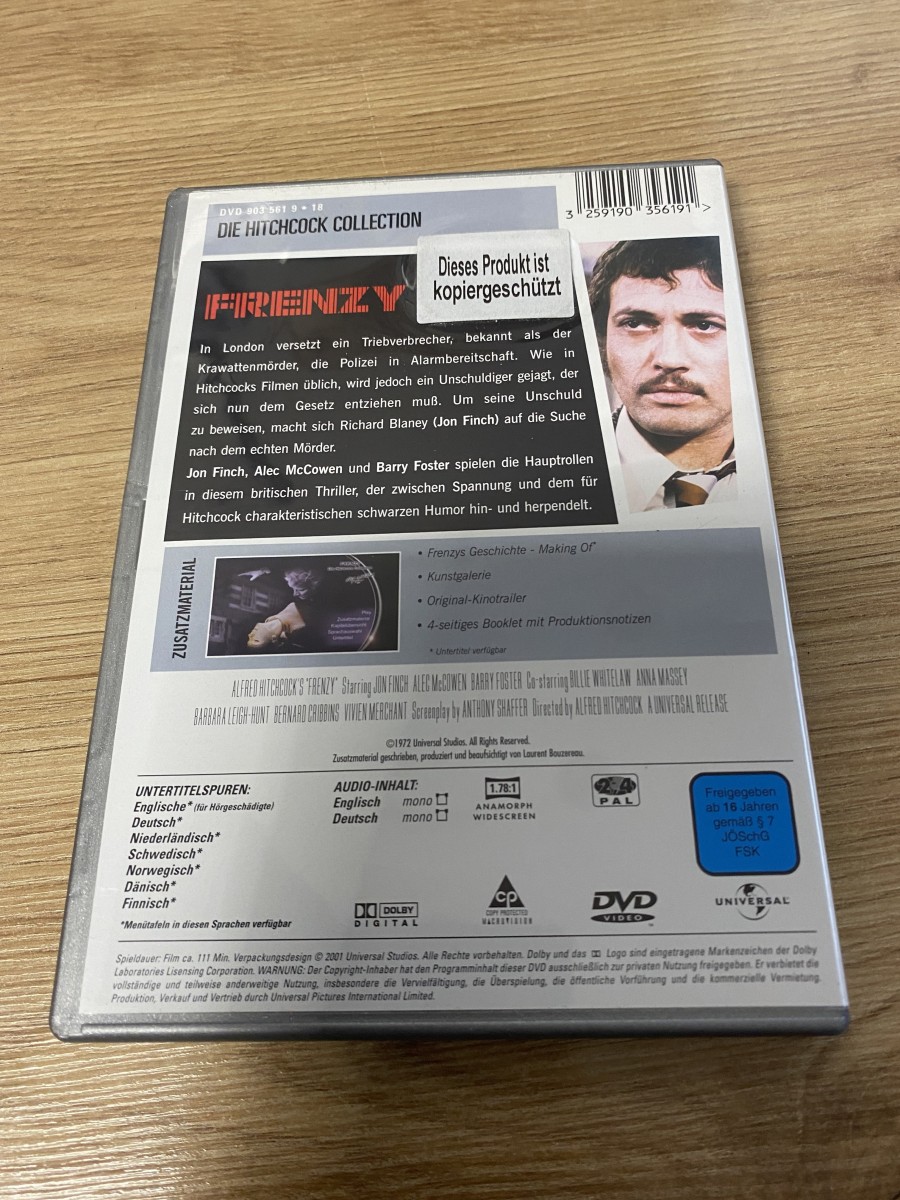 DVD 903 561 9 • 18
DIE HITCHCOCK COLLECTION
3 259190 356191 >
Dieses Produkt ist
kopiergeschützt
FRENZY
In London versetzt ein Triebverbrecher, bekannt als der
Krawattenmörder, die Polizei in Alarmbereitschaft. Wie in
Hitchcocks Filmen üblich, wird jedoch ein Unschuldiger gejagt, der
sich nun dem Gesetz entziehen muß. Um seine Unschuld
zu beweisen, macht sich Richard Blaney (Jon Finch) auf die Suche
nach dem echten Mörder.
Jon Finch, Alec McCowen und Barry Foster spielen die Hauptrollen
in diesem britischen Thriller, der zwischen Spannung und dem für
Hitchcock charakteristischen schwarzen Humor hin- und herpendelt.
ZUSATZMATERIAL
Play
Zusatzmaterial
Kapitelübersicht
Sprachauswahl
Untertitel
• Frenzys Geschichte - Making Of*
• Kunstgalerie
• Original-Kinotrailer
• 4-seitiges Booklet mit Produktionsnotizen
* Untertitel verfügbar
ALFRED HITCHCOCK'S "FRENZY" Starring JON FINCH ALEC McCOWEN BARRY FOSTER Co-starring BILLIE WHITELAW ANNA MASSEY
BARBARA LEIGH-HUNT BERNARD CRIBBINS VIVIEN MERCHANT Screenplay by ANTHONY SHAFFER Directed by ALFRED HITCHCOCK A UNIVERSAL RELEASE
©1972 Universal Studios. All Rights Reserved.
Zusatzmaterial geschrieben, produziert und beaufsichtigt von Laurent Bouzereau.
UNTERTITELSPUREN:
Englische* (für Hörgeschädigte)
Deutsch*
Niederländisch*
Schwedisch*
Norwegisch*
Dänisch*
Finnisch*
*Menütafeln in diesen Sprachen verfügbar
AUDIO-INHALT:
Englisch mono
Deutsch mono
1.78:1
ANAMORPH
WIDESCREEN
2 4
PAL
Freigegeben
ab 16 Jahren
gemäß § 7
JÖSchG
FSK
DOLBY
DIGITAL
CP
COPY PROTECTED
MACROVISION
DVD
VIDEO
UNIVERSAL
Spieldauer: Film ca. 111 Min. Verpackungsdesign © 2001 Universal Studios. Alle Rechte vorbehalten. Dolby und das Logo sind eingetragene Markenzeichen der Dolby
Laboratories Lisensing Corporation. WARNUNG: Der Copyright-Inhaber hat den Programminhalt dieser DVD ausschließlich zur privaten Nutzung freigegeben. Er verbietet die
vollständige und teilweise anderweitige Nutzung, insbesondere die Vervielfältigung, die Überspielung, die öffentliche Vorführung und die kommerzielle Vermietung.
Produktion, Verkauf und Vertrieb durch Universal Pictures International Limited.